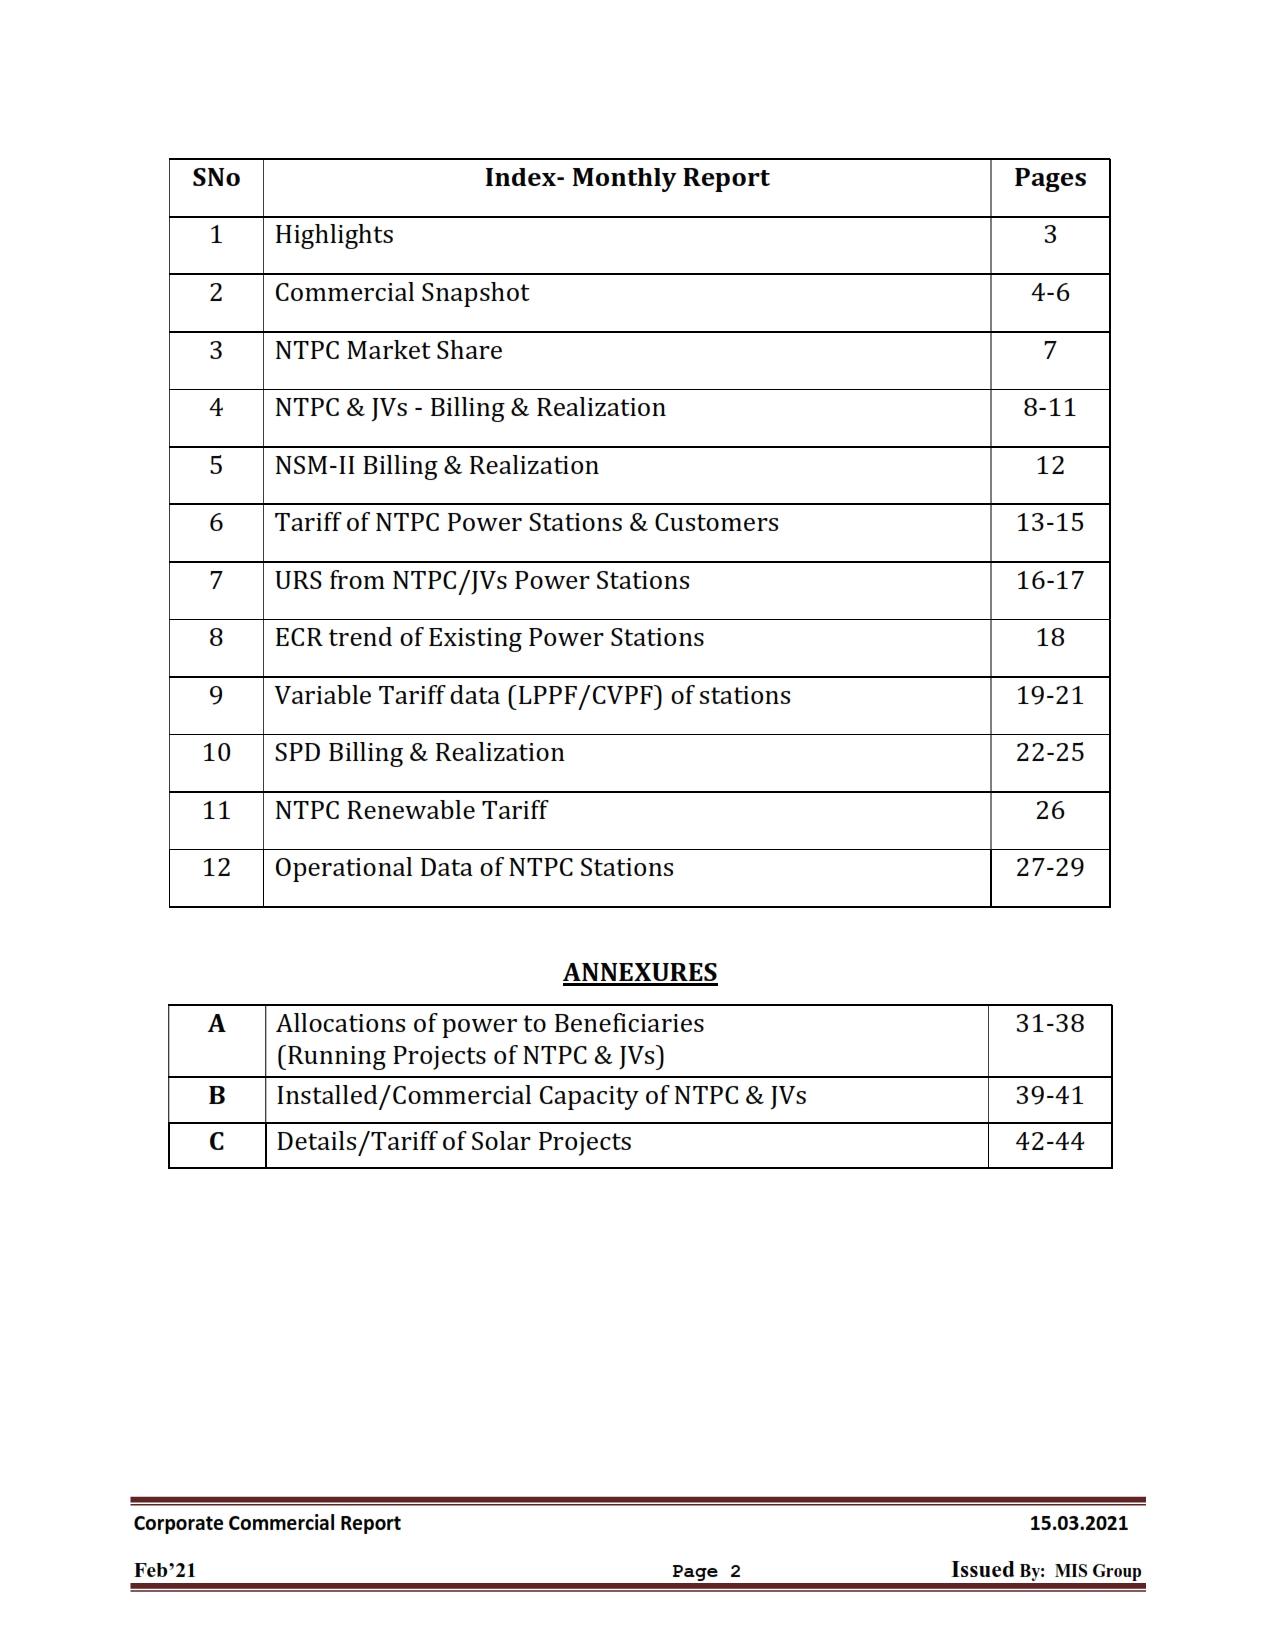 SNo Index- Monthly Report Pages
1 Highlights 3
2 Commercial Snapshot 4-6
3 NTPC Market Share 7
4 NTPC & JVs - Billing & Realization 8-11
5 NSM-II Billing & Realization 12
6 Tariff of NTPC Power Stations & Customers 13-15
7 URS from NTPC/JVs Power Stations 16-17
8 ECR trend of Existing Power Stations 18
9 Variable Tariff data (LPPF/CVPF) of stations 19-21
10 SPD Billing & Realization 22-25
11 NTPC Renewable Tariff 26
12 Operational Data of NTPC Stations 27-29
ANNEXURES
A Allocations of power to Beneficiaries 31-38
(Running Projects of NTPC & JVs)
B Installed/Commercial Capacity of NTPC & JVs 39-41
C Details/Tariff of Solar Projects 42-44
Corporate Commercial Report 15.03.2021
Feb’21 Page 2 Issued By: MIS Group